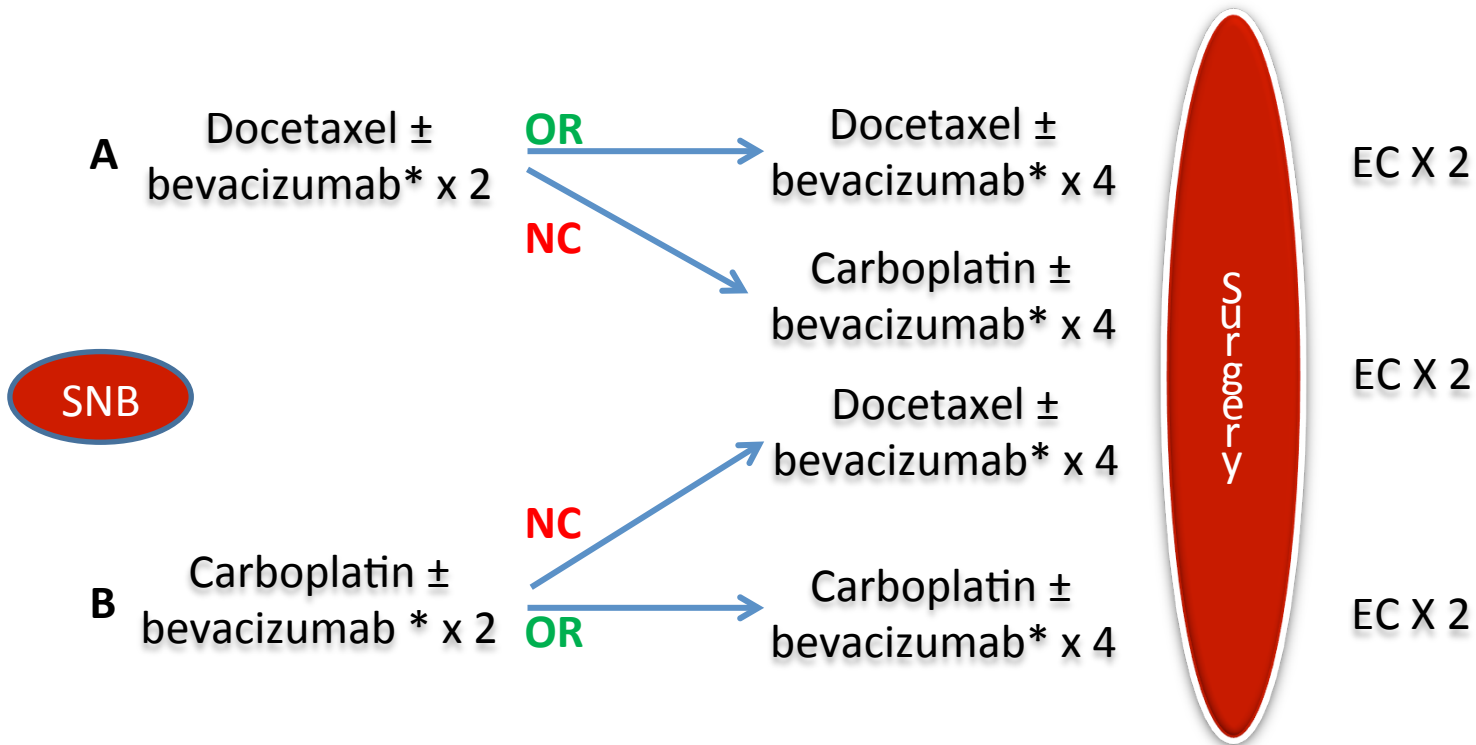 A
Docetaxel ±
bevacizumab* x 2
OR
NC
Docetaxel ±
bevacizumab* x 4
EC X 2
Carboplatin ±
bevacizumab* x 4
SNB
Surgery
EC X 2
Docetaxel ±
bevacizumab* x 4
B
Carboplatin ±
bevacizumab * x 2
NC
OR
Carboplatin ±
bevacizumab* x 4
EC X 2